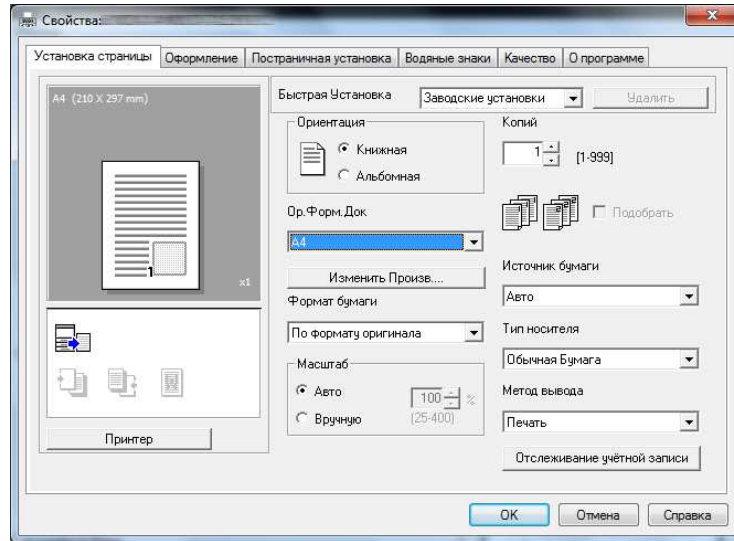 Свойства:
Установка страницы Оформление Постраничная установка Водяные знаки Качество О программе
A4 (210 X 297 mm)
1
x1
Принтер
Быстрая Установка Заводские установки Удалить
Ориентация
Книжная
Альбомная
Ор.Форм.Док
A4
Изменить Произв....
Формат бумаги
По формату оригинала
Масштаб
Авто
Вручную
100 %
(25-400)
Копий
1 [1-999]
Подобрать
Источник бумаги
Авто
Тип носителя
Обычная Бумага
Метод вывода
Печать
Отслеживание учётной записи
OK Отмена Справка